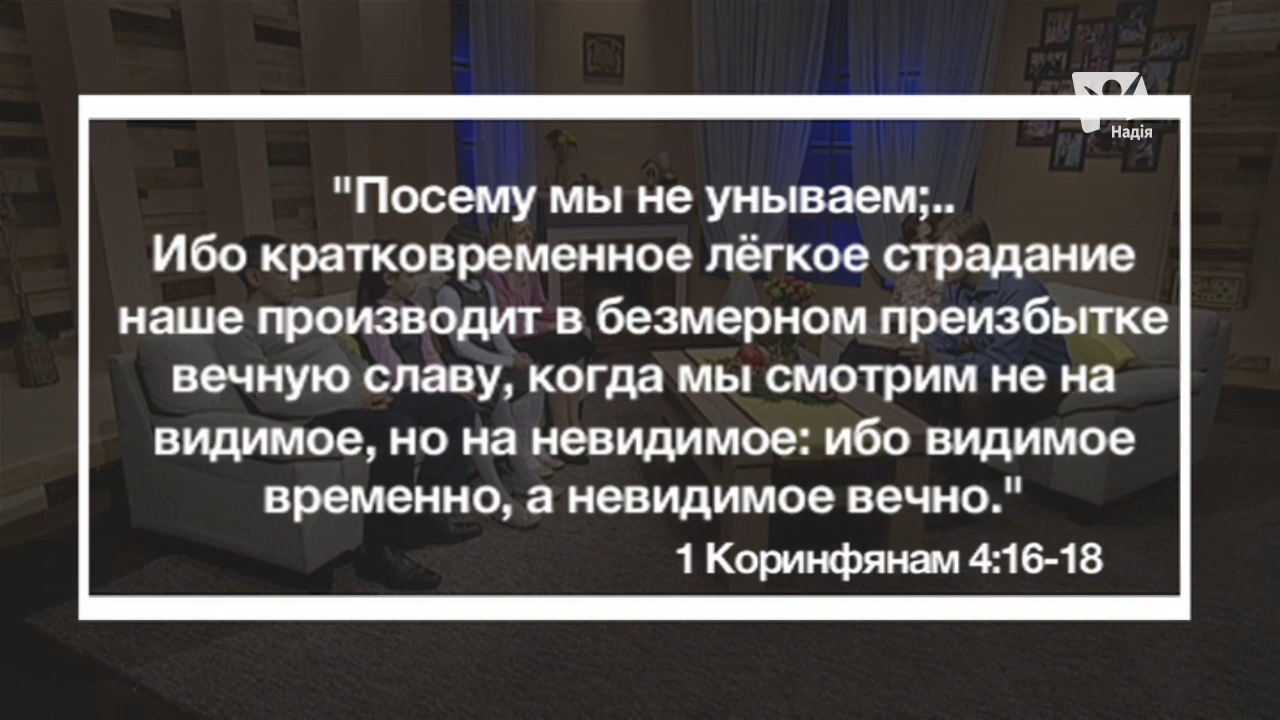 Надія
"Посему мы не унываем;..
Ибо кратковременное лёгкое страдание
наше производит в безмерном преизбытке
вечную славу, когда мы смотрим не на
видимое, но на невидимое: ибо видимое
временно, а невидимое вечно."
1 Коринфянам 4:16-18